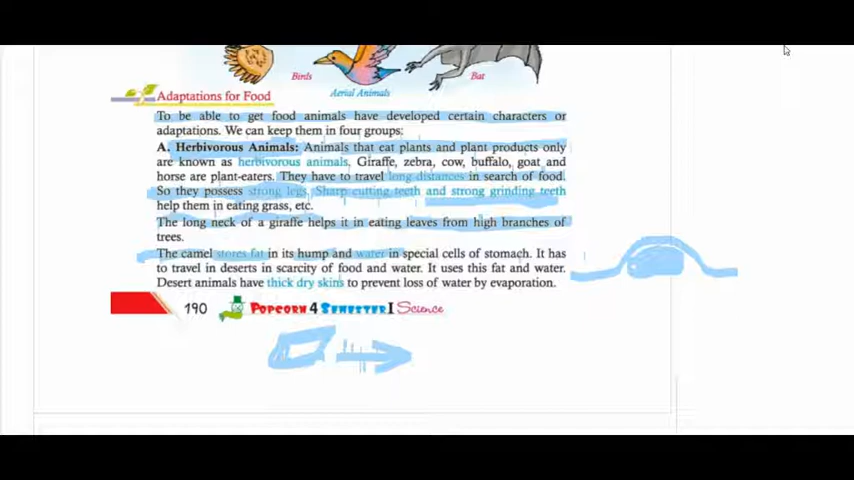 Birds
Bat
Aerial Animals
Adaptations for Food
To be able to get food animals have developed certain characters or
adaptations. We can keep them in four groups:
A. Herbivorous Animals: Animals that eat plants and plant products only
are known as herbivorous animals. Giraffe, zebra, cow, buffalo, goat and
horse are plant-eaters. They have to travel long distances in search of food.
So they possess strong legs. Sharp cutting teeth and strong grinding teeth
help them in eating grass, etc.
The long neck of a giraffe helps it in eating leaves from high branches of
trees.
The camel stores fat in its hump and water in special cells of stomach. It has
to travel in deserts in scarcity of food and water. It uses this fat and water.
Desert animals have thick dry skins to prevent loss of water by evaporation.
190 POPCORN 4 SEMESTER I Science